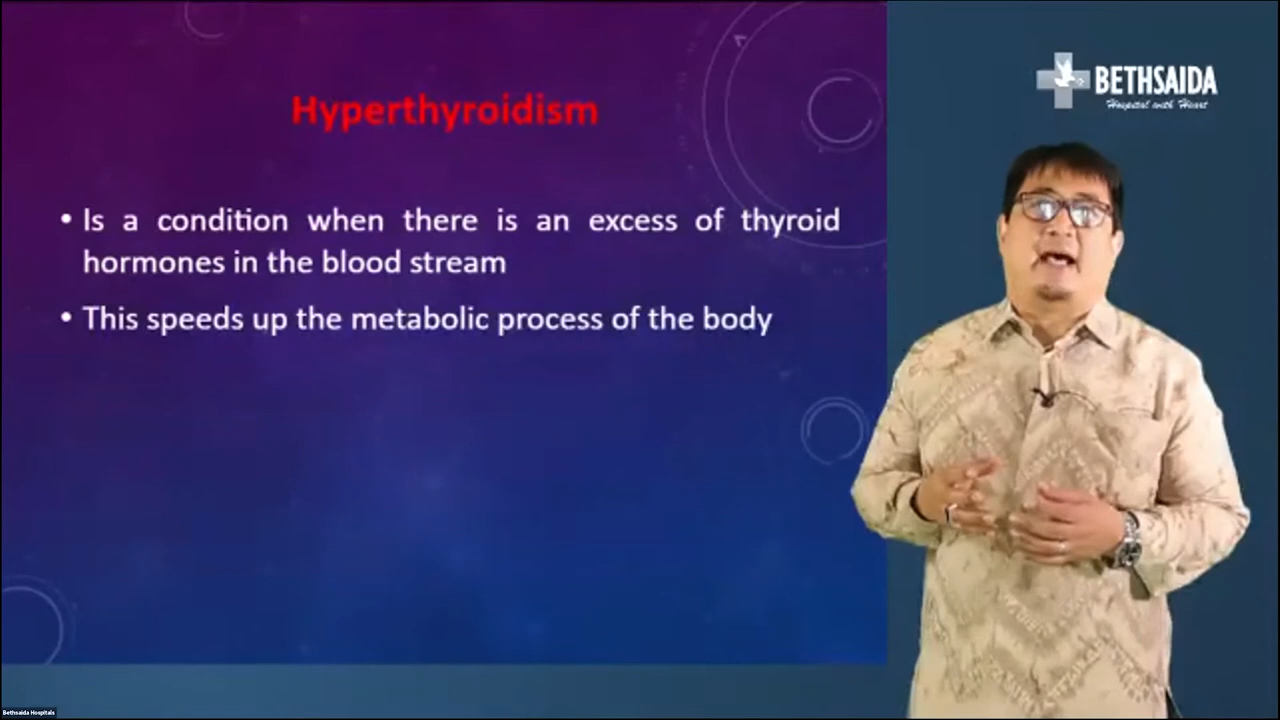 Hyperthyroidism
• Is a condition when there is an excess of thyroid
hormones in the blood stream
• This speeds up the metabolic process of the body
BETHSAIDA
Hospital with Heart
Bethsaida Hospitals